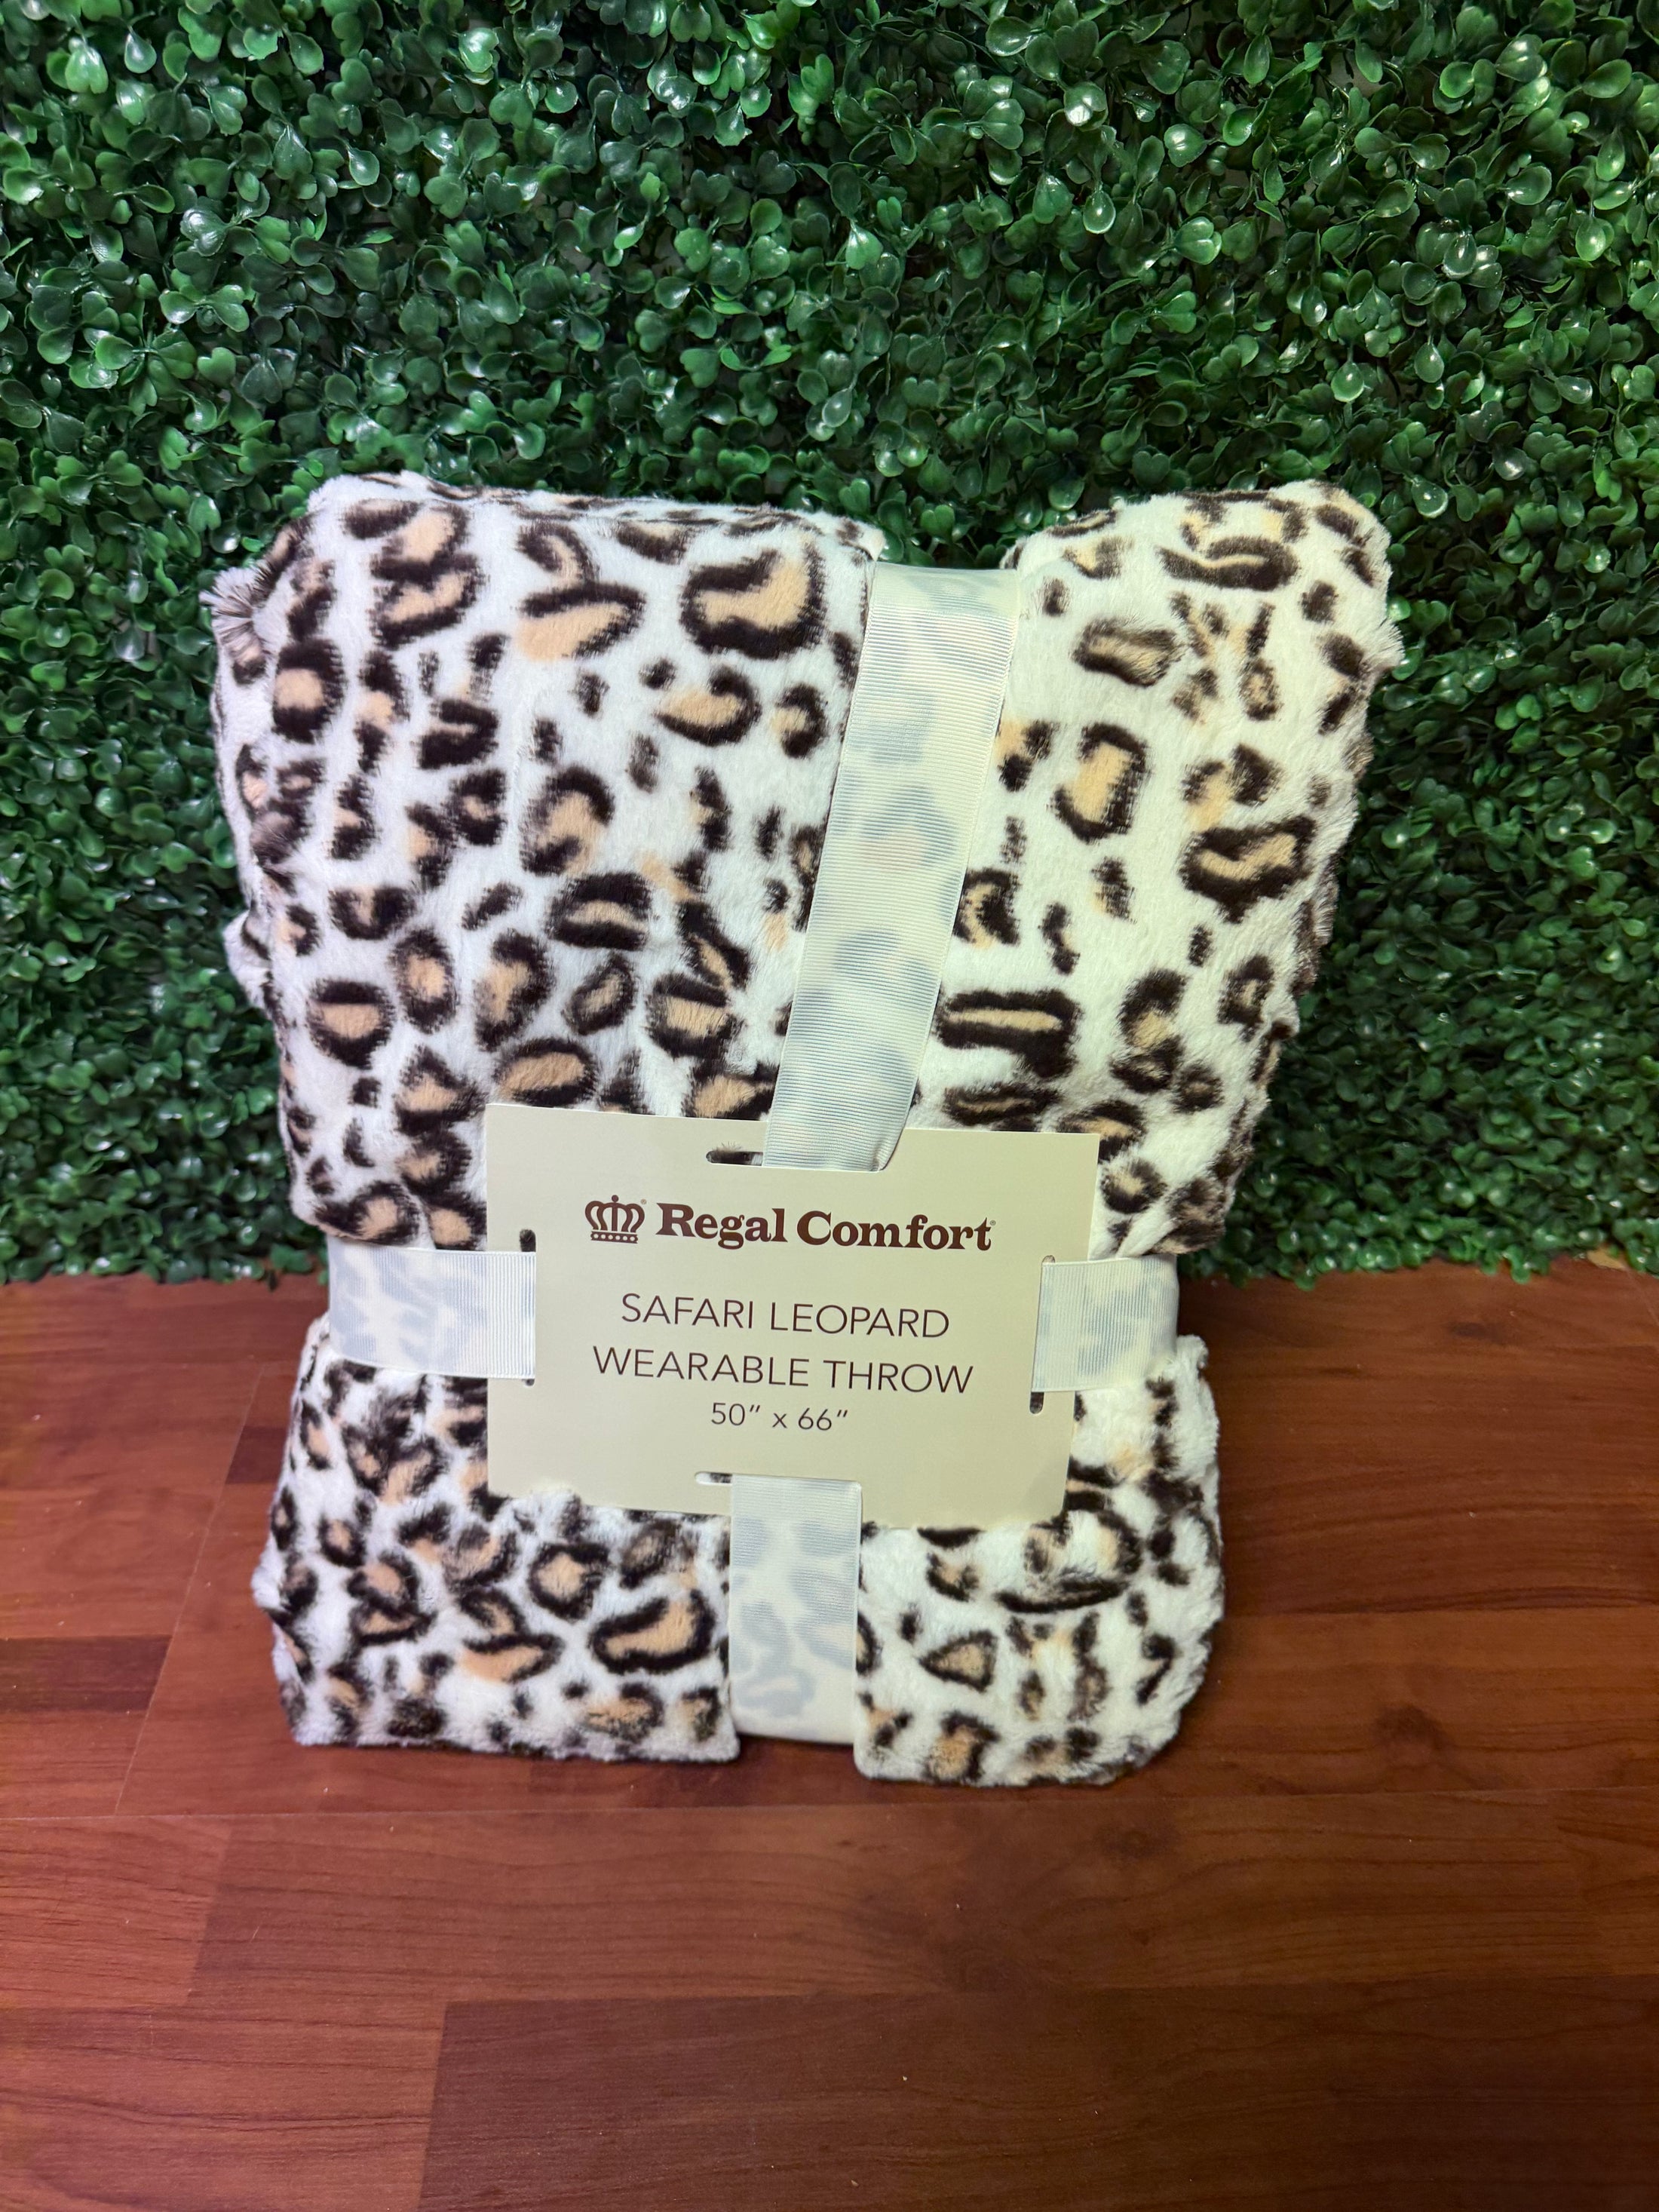 Regal Comfort®
SAFARI LEOPARD
WEARABLE THROW
50” x 66”